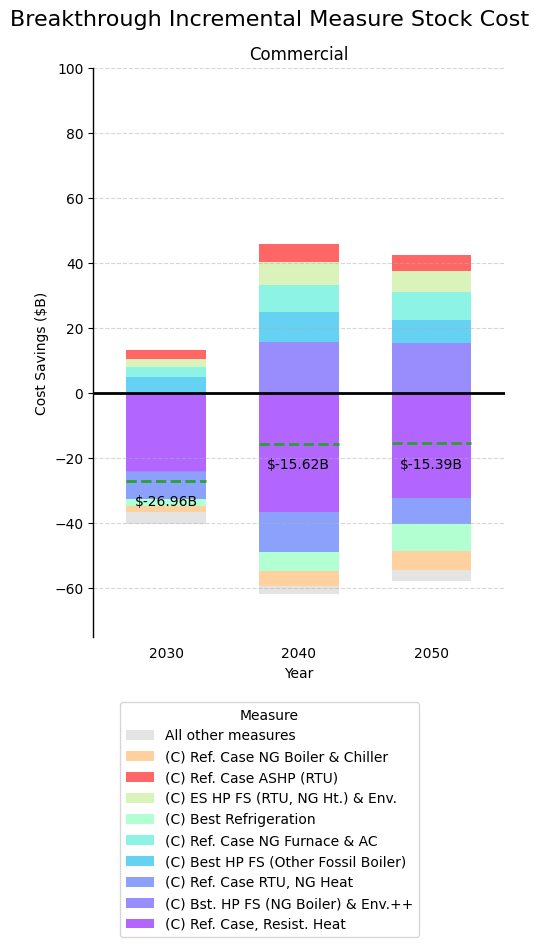 Breakthrough Incremental Measure Stock Cost
Commercial
100
80
60
40
20
0
−20
−40
−60
Cost Savings ($B)
$-26.96B
$-15.62B
$-15.39B
2030
2040
2050
Year
Measure
All other measures
(C) Ref. Case NG Boiler & Chiller
(C) Ref. Case ASHP (RTU)
(C) ES HP FS (RTU, NG Ht.) & Env.
(C) Best Refrigeration
(C) Ref. Case NG Furnace & AC
(C) Best HP FS (Other Fossil Boiler)
(C) Ref. Case RTU, NG Heat
(C) Bst. HP FS (NG Boiler) & Env.++
(C) Ref. Case, Resist. Heat